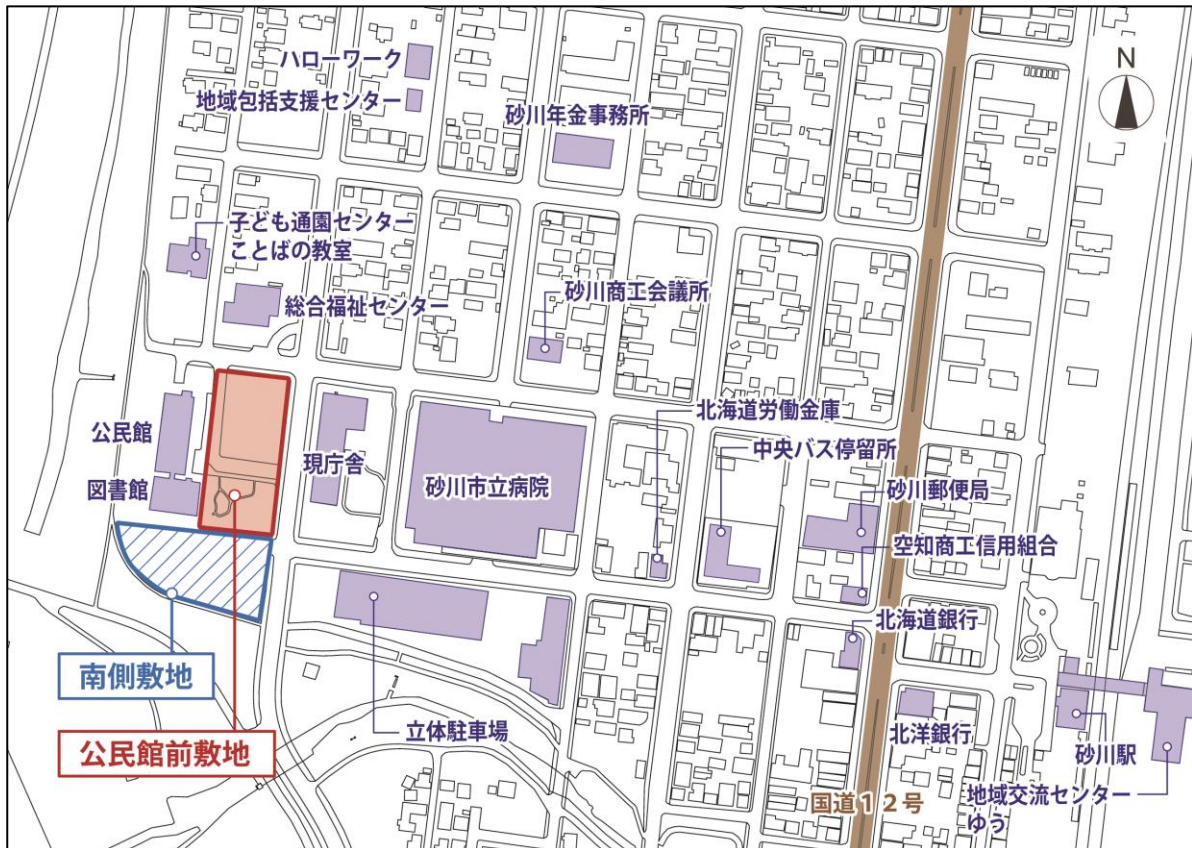 ハローワーク
地域包括支援センター
砂川年金事務所
N
子ども通園センター
ことばの教室
総合福祉センター
砂川商工会議所
北海道労働金庫
中央バス停留所
公民館
現庁舎
砂川市立病院
砂川郵便局
図書館
空知商工信用組合
北海道銀行
南側敷地
公民館前敷地
立体駐車場
北洋銀行
砂川駅
地域交流センター
ゆう
国道12号